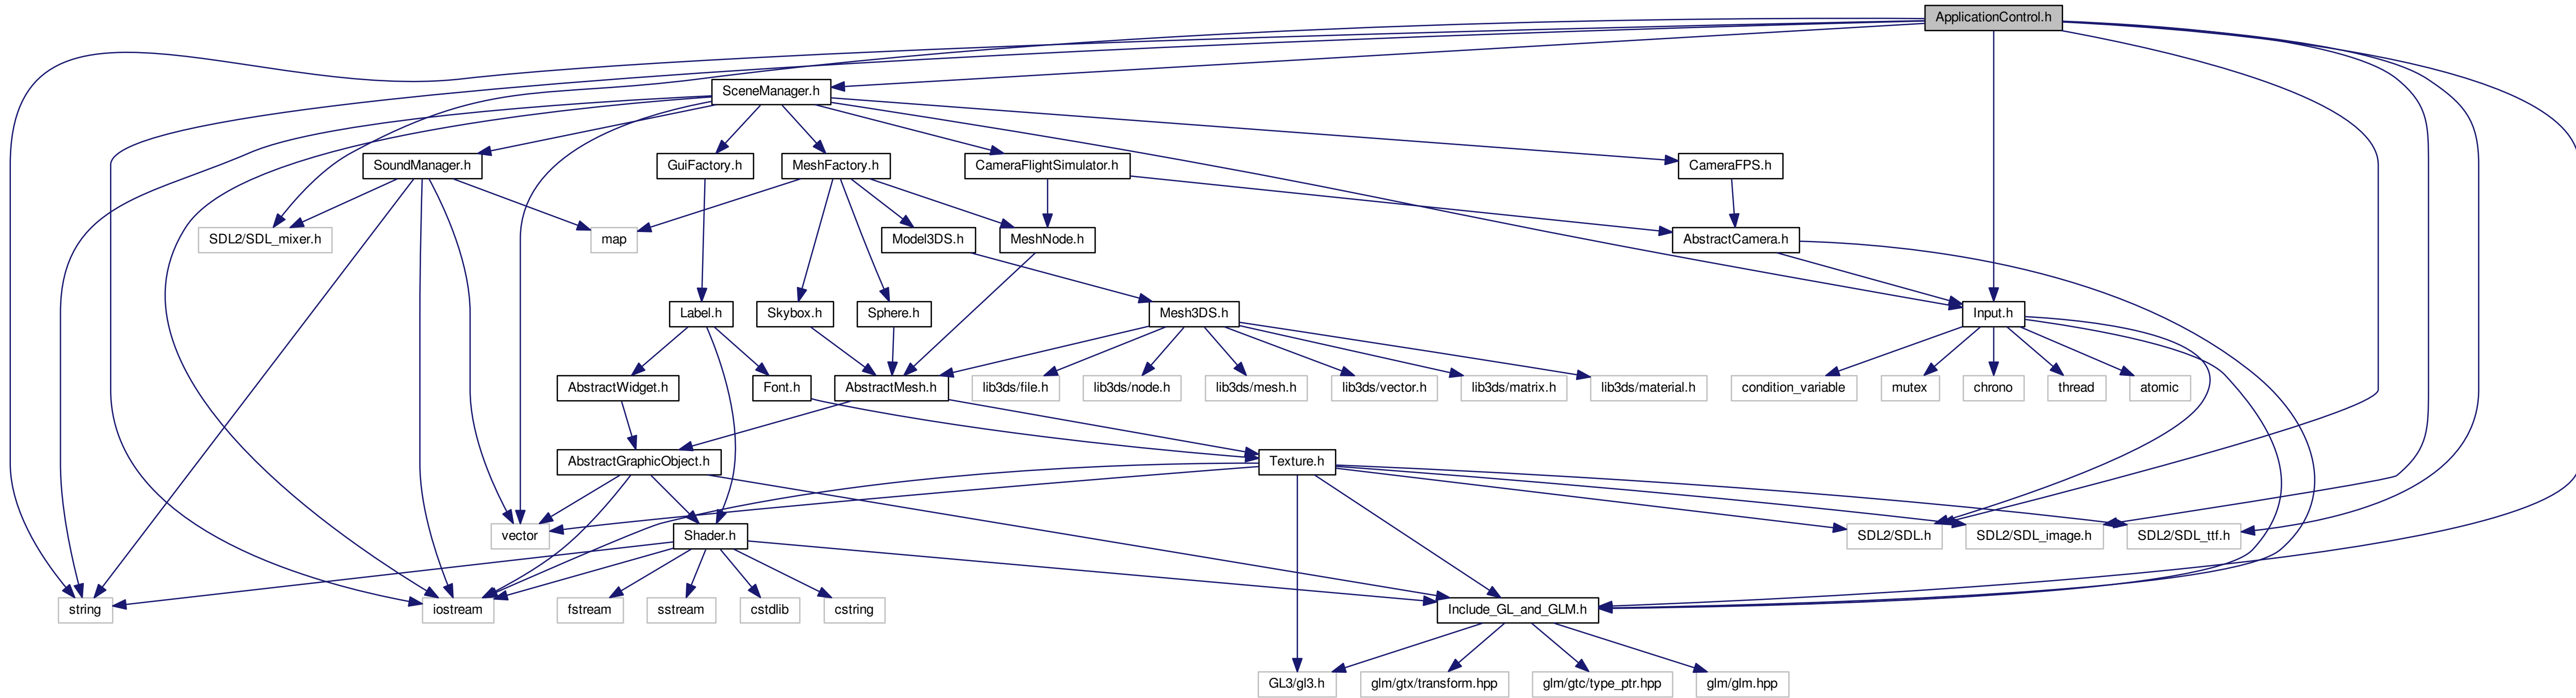 ApplicationControl.h
SceneManager.h
SoundManager.h
GuiFactory.h
MeshFactory.h
CameraFlightSimulator.h
CameraFPS.h
SDL2/SDL_mixer.h
map
Model3DS.h
MeshNode.h
AbstractCamera.h
Label.h
Skybox.h
Sphere.h
Mesh3DS.h
Input.h
AbstractWidget.h
Font.h
AbstractMesh.h
lib3ds/file.h
lib3ds/node.h
lib3ds/mesh.h
lib3ds/vector.h
lib3ds/matrix.h
lib3ds/material.h
condition_variable
mutex
chrono
thread
atomic
AbstractGraphicObject.h
Texture.h
vector
Shader.h
SDL2/SDL.h
SDL2/SDL_image.h
SDL2/SDL_ttf.h
string
iostream
fstream
sstream
cstdlib
cstring
Include_GL_and_GLM.h
GL3/gl3.h
glm/gtx/transform.hpp
glm/gtc/type_ptr.hpp
glm/glm.hpp